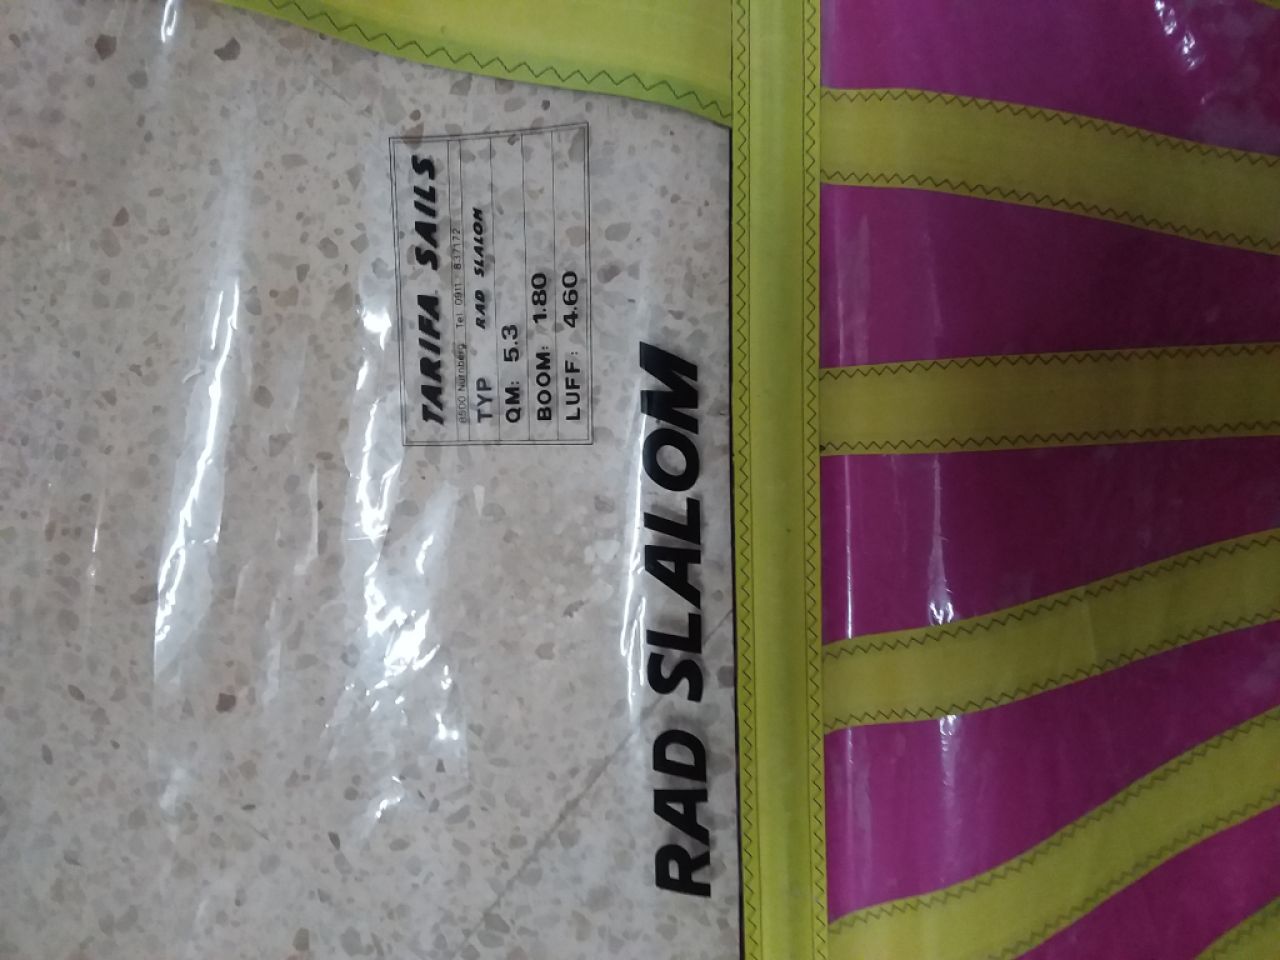 TARIFA SAILS
8500 Nürnberg Tel. 0911 - 837172
TYP RAD SLALOM
QM: 5.3
BOOM: 1.80
LUFF: 4.60
RAD SLALOM